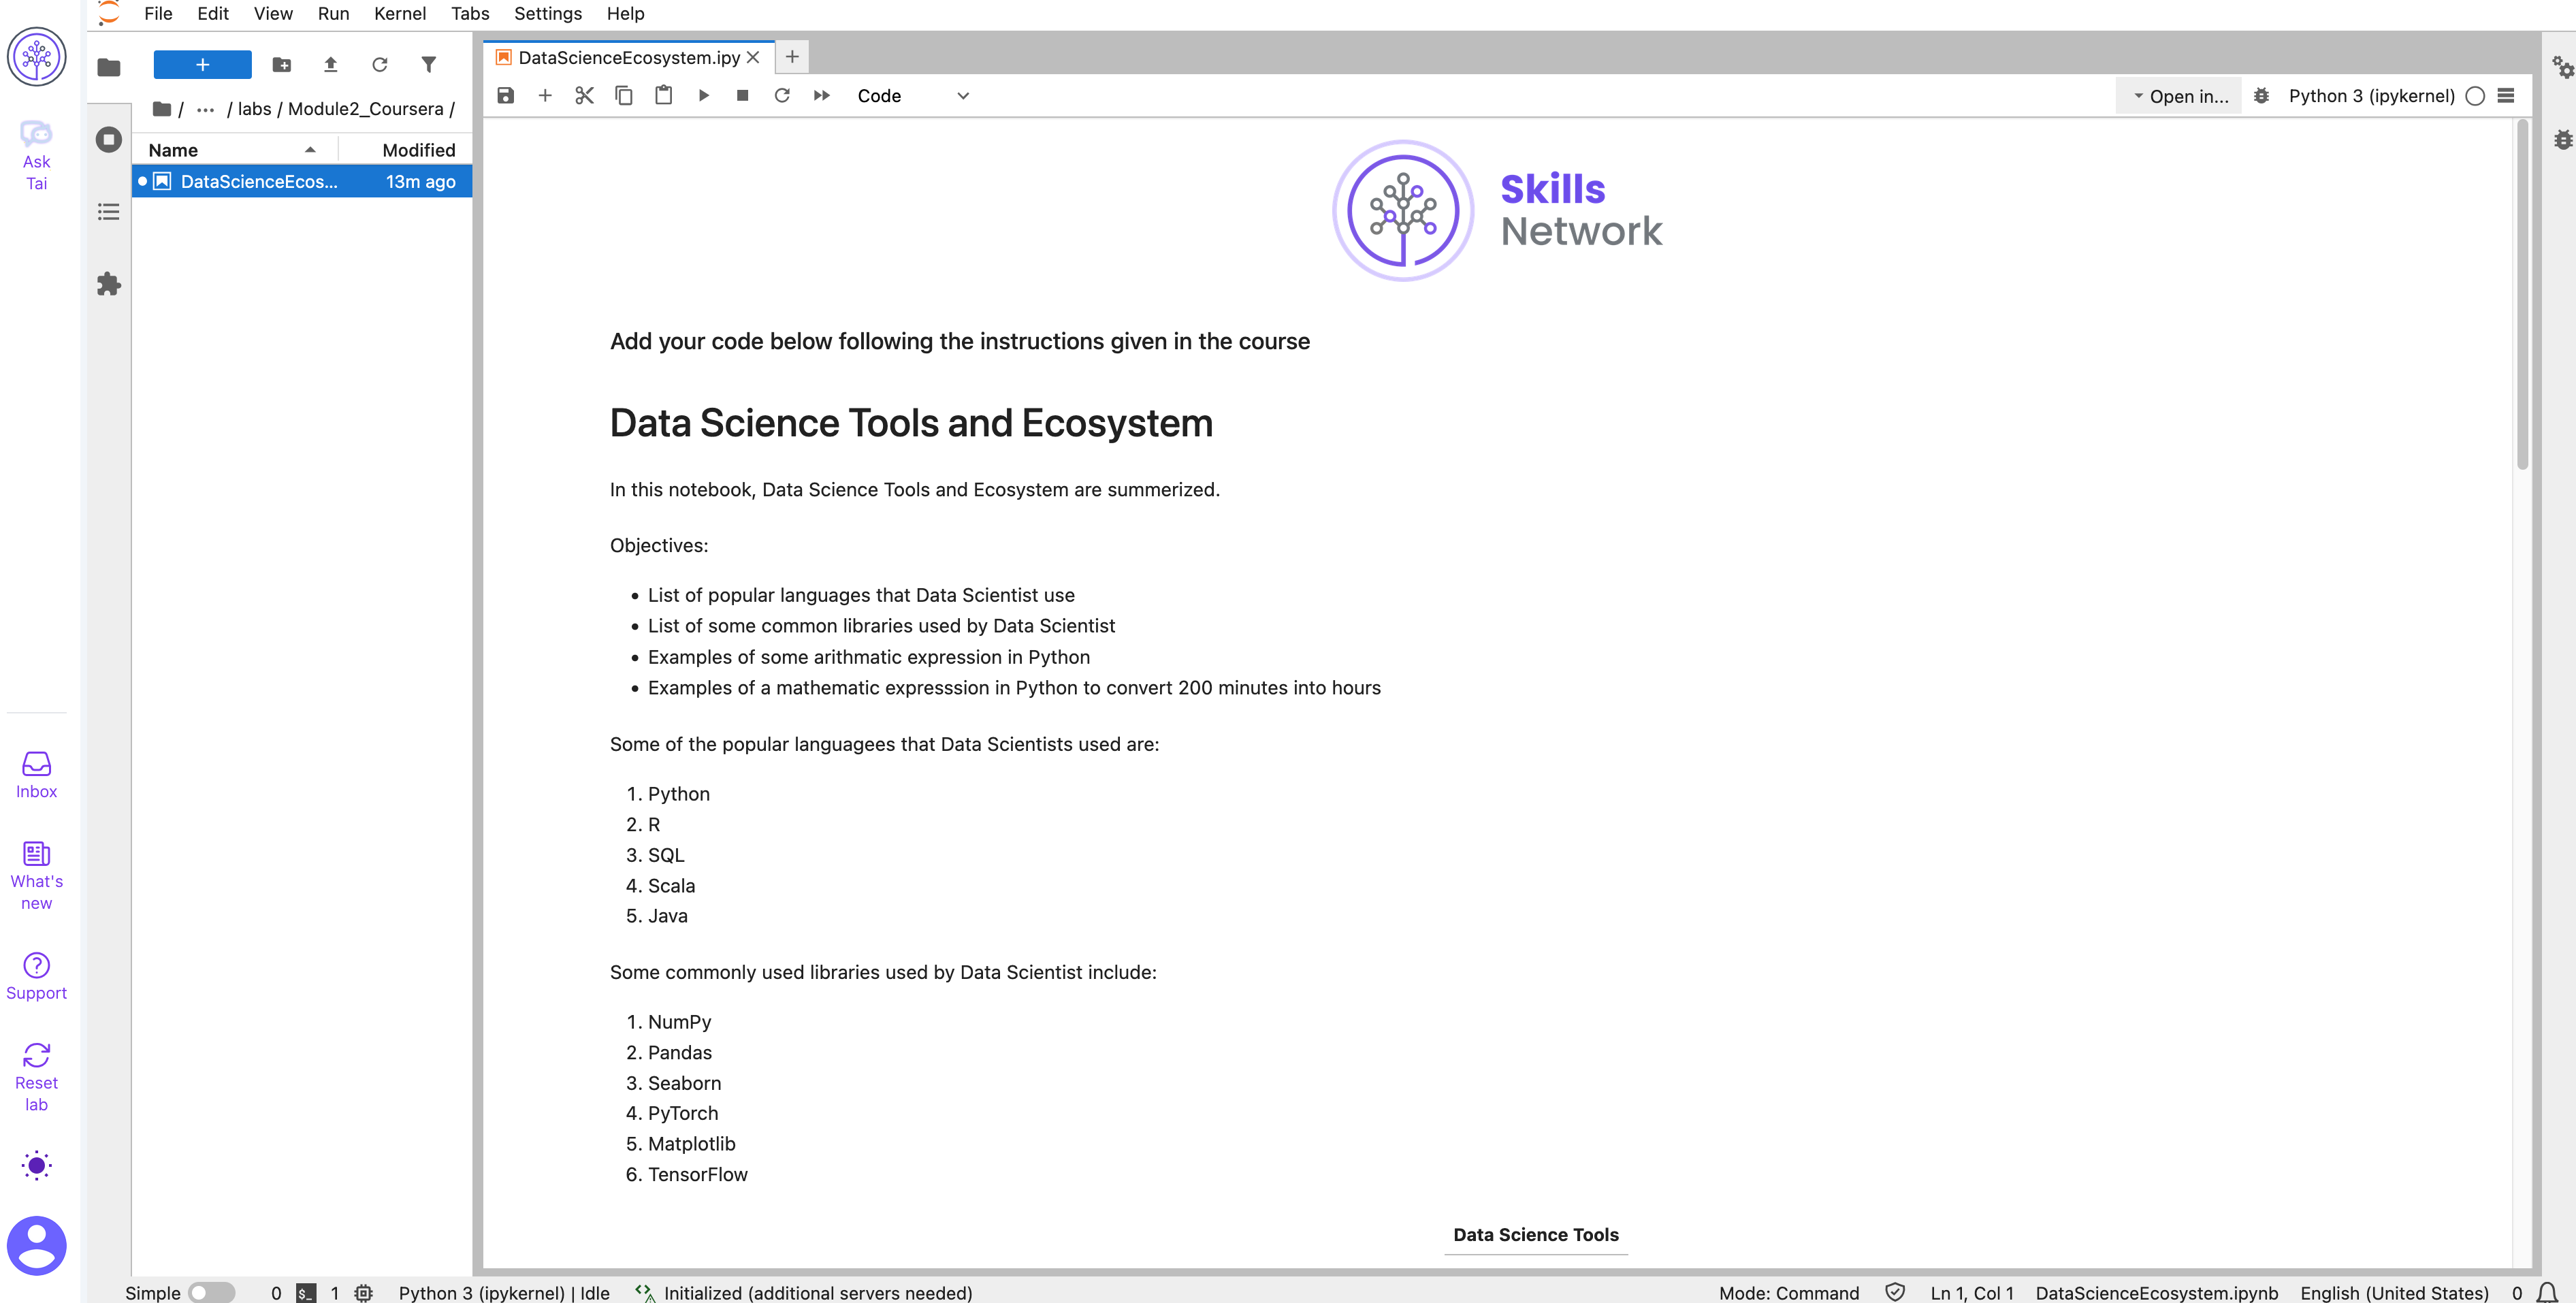 File Edit View Run Kernel Tabs Settings Help
Ask
Tai
Inbox
What's
new
Support
Reset
lab
+
/ ... / labs / Module2_Coursera /
Name Modified
DataScienceEcos... 13m ago
DataScienceEcosystem.ipy
Code
Open in...
Python 3 (ipykernel)
Skills
Network
Add your code below following the instructions given in the course
Data Science Tools and Ecosystem
In this notebook, Data Science Tools and Ecosystem are summerized.
Objectives:
• List of popular languages that Data Scientist use
• List of some common libraries used by Data Scientist
• Examples of some arithmatic expression in Python
• Examples of a mathematic expresssion in Python to convert 200 minutes into hours
Some of the popular languagees that Data Scientists used are:
1. Python
2. R
3. SQL
4. Scala
5. Java
Some commonly used libraries used by Data Scientist include:
1. NumPy
2. Pandas
3. Seaborn
4. PyTorch
5. Matplotlib
6. TensorFlow
Data Science Tools
Simple 0 $_ 1 Python 3 (ipykernel) | Idle Initialized (additional servers needed) Mode: Command Ln 1, Col 1 DataScienceEcosystem.ipynb English (United States) 0